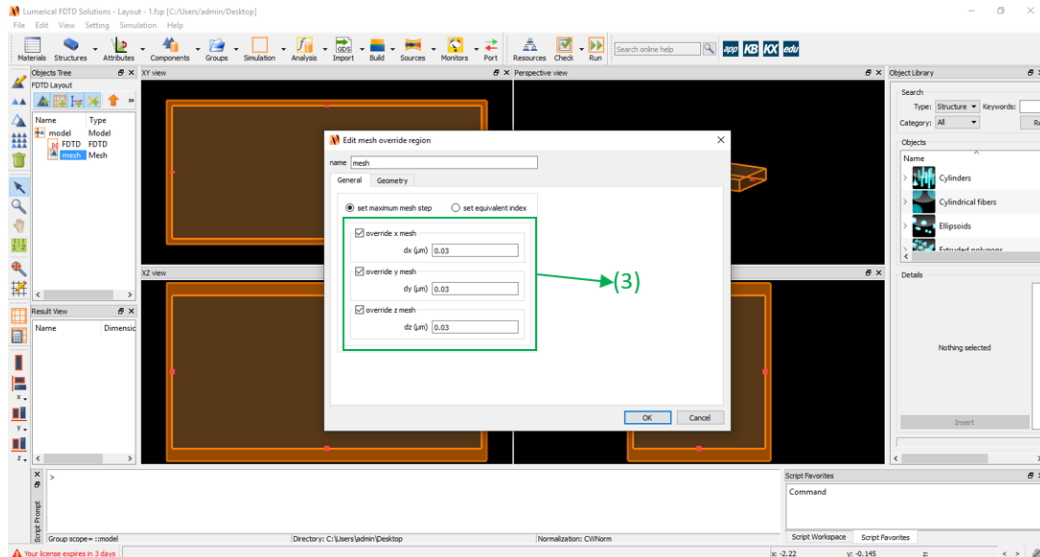 Lumerical FDTD Solutions - Layout - 1.fsp [C:/Users/admin/Desktop]
File Edit View Setting Simulation Help
Materials Structures Attributes Components Groups Simulation Analysis Import Build Sources Monitors Port Resources Check Run Search online help app KB KX edu
Objects Tree
XY view
Perspective view
Object Library
FDTD Layout
Name Type
model Model
FDTD FDTD
mesh Mesh
Search
Type: Structure Keywords:
Category: All
Objects
Name
Cylinders
Cylindrical fibers
Ellipsoids
Extruded polygons
Edit mesh override region
name mesh
General Geometry
set maximum mesh step set equivalent index
override x mesh
dx (μm) 0.03
override y mesh
dy (μm) 0.03
override z mesh
dz (μm) 0.03
OK Cancel
(3)
XZ view
Result View
Name Dimensic
x
y
z
Details
Nothing selected
Insert
Script Prompt
>
Script Favorites
Command
Script Workspace Script Favorites
Group scope= ::model Directory: C:\Users\admin\Desktop Normalization: CWNorm
Your license expires in 3 days x: -2.22 y: -0.145 z: